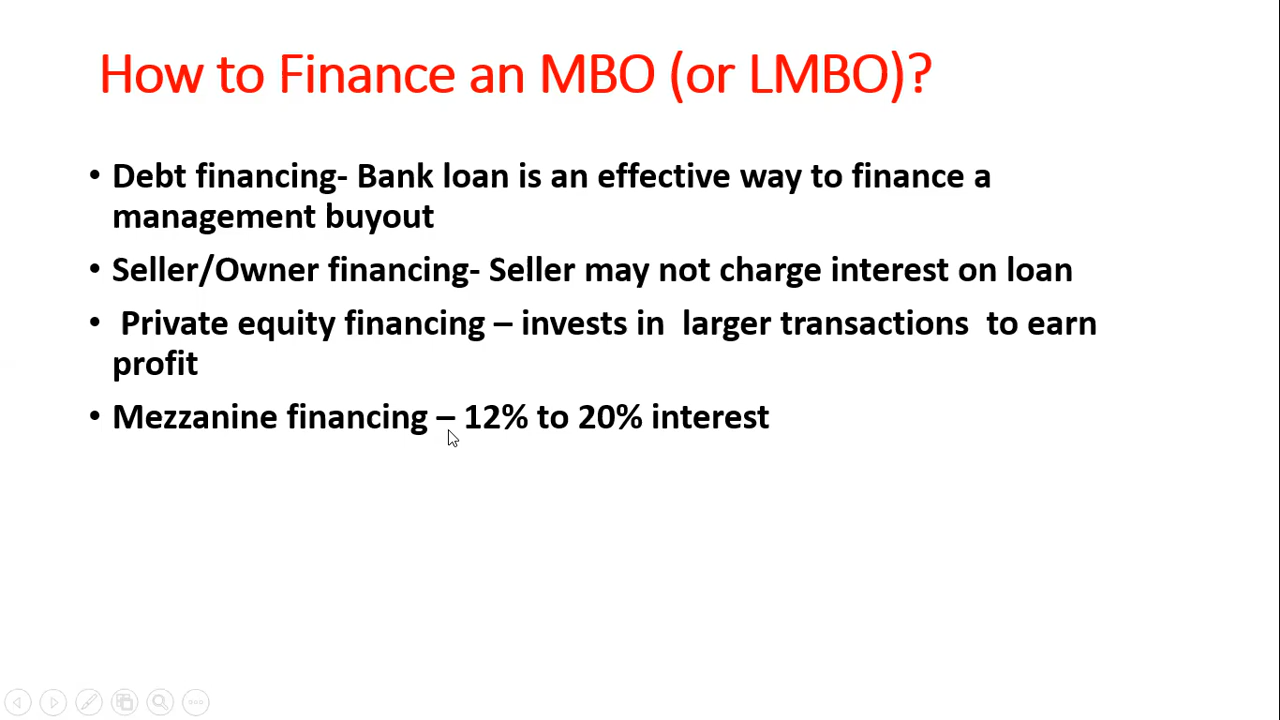 How to Finance an MBO (or LMBO)?
• Debt financing- Bank loan is an effective way to finance a
management buyout
• Seller/Owner financing- Seller may not charge interest on loan
• Private equity financing – invests in larger transactions to earn
profit
• Mezzanine financing – 12% to 20% interest